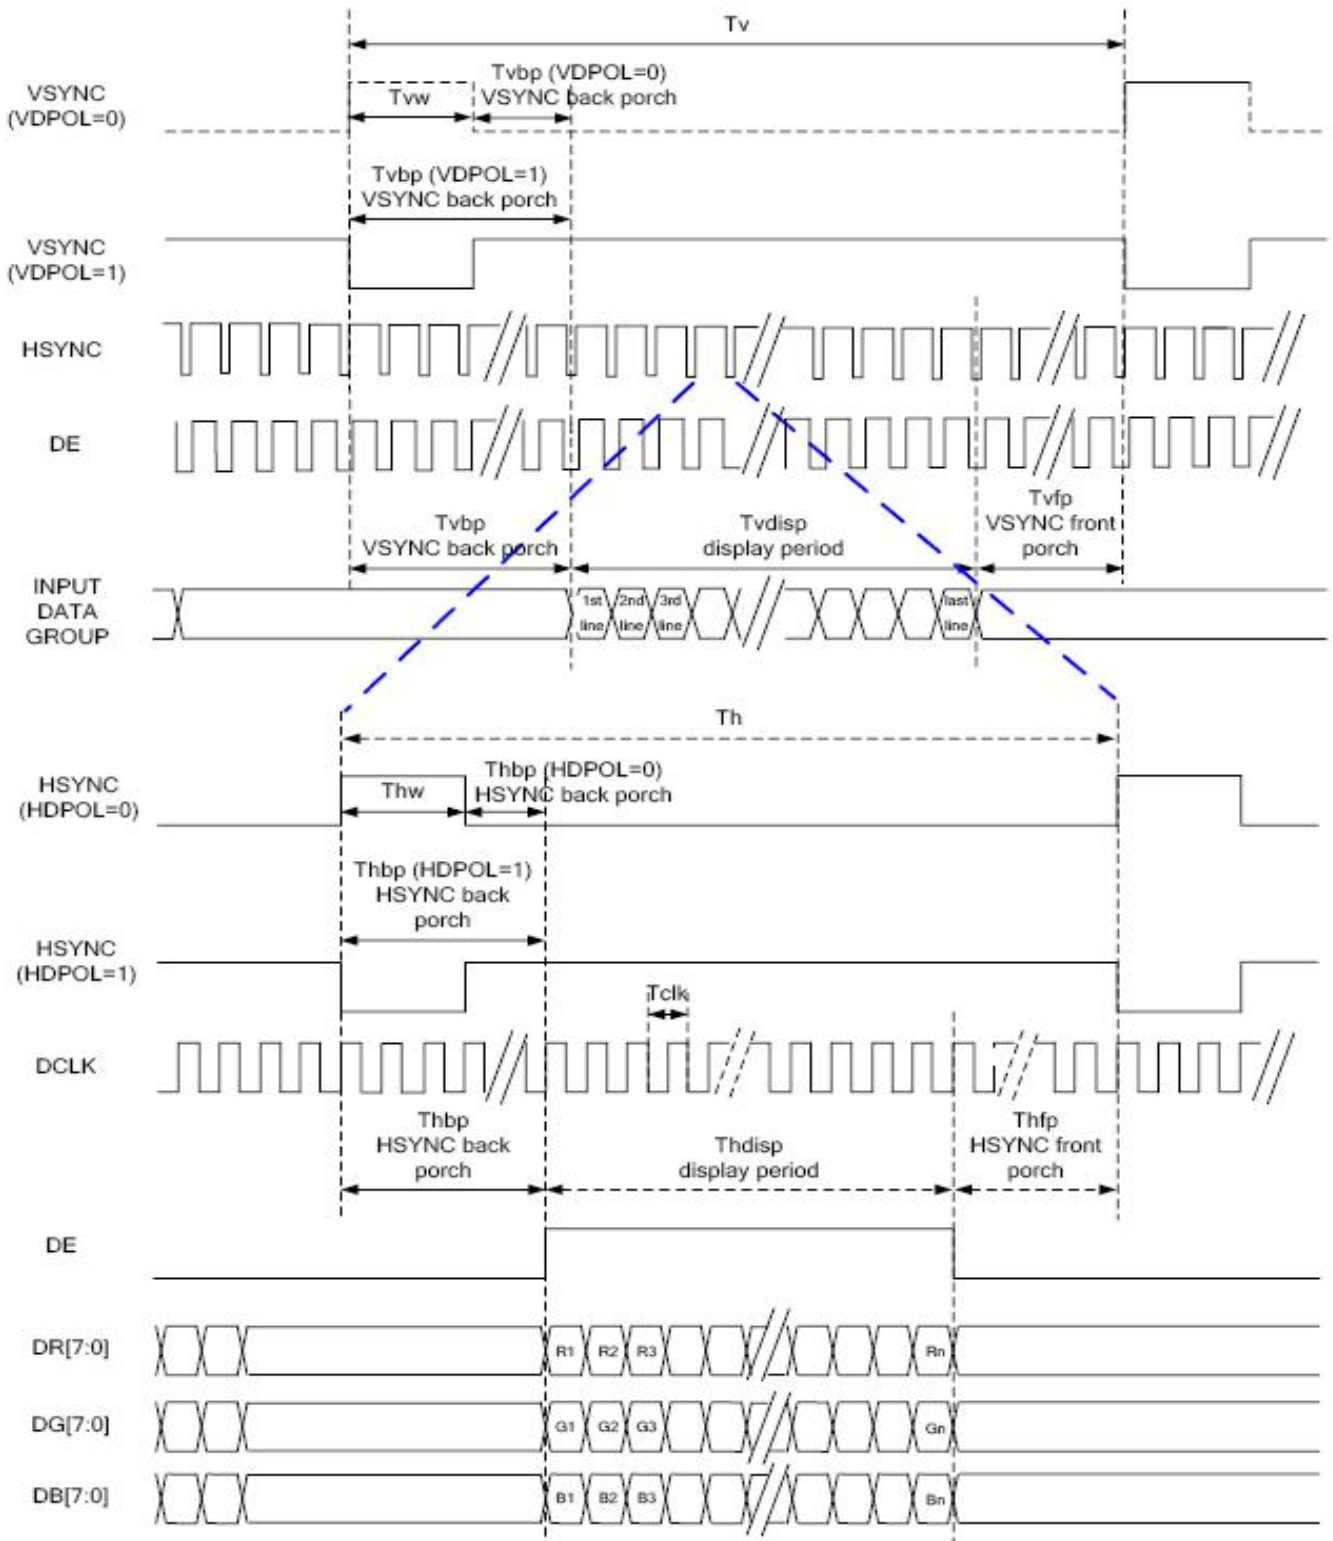 Tv
VSYNC
(VDPOL=0)
Tvw
Tvbp (VDPOL=0)
VSYNC back porch
Tvbp (VDPOL=1)
VSYNC back porch
VSYNC
(VDPOL=1)
HSYNC
DE
Tvbp
VSYNC back porch
Tvdisp
display period
Tvfp
VSYNC front
porch
INPUT
DATA
GROUP
1st
line
2nd
line
3rd
line
last
line
Th
HSYNC
(HDPOL=0)
Thw
Thbp (HDPOL=0)
HSYNC back porch
Thbp (HDPOL=1)
HSYNC back
porch
HSYNC
(HDPOL=1)
Tclk
DCLK
Thbp
HSYNC back
porch
Thdisp
display period
Thfp
HSYNC front
porch
DE
DR[7:0]
R1 R2 R3 Rn
DG[7:0]
G1 G2 G3 Gn
DB[7:0]
B1 B2 B3 Bn